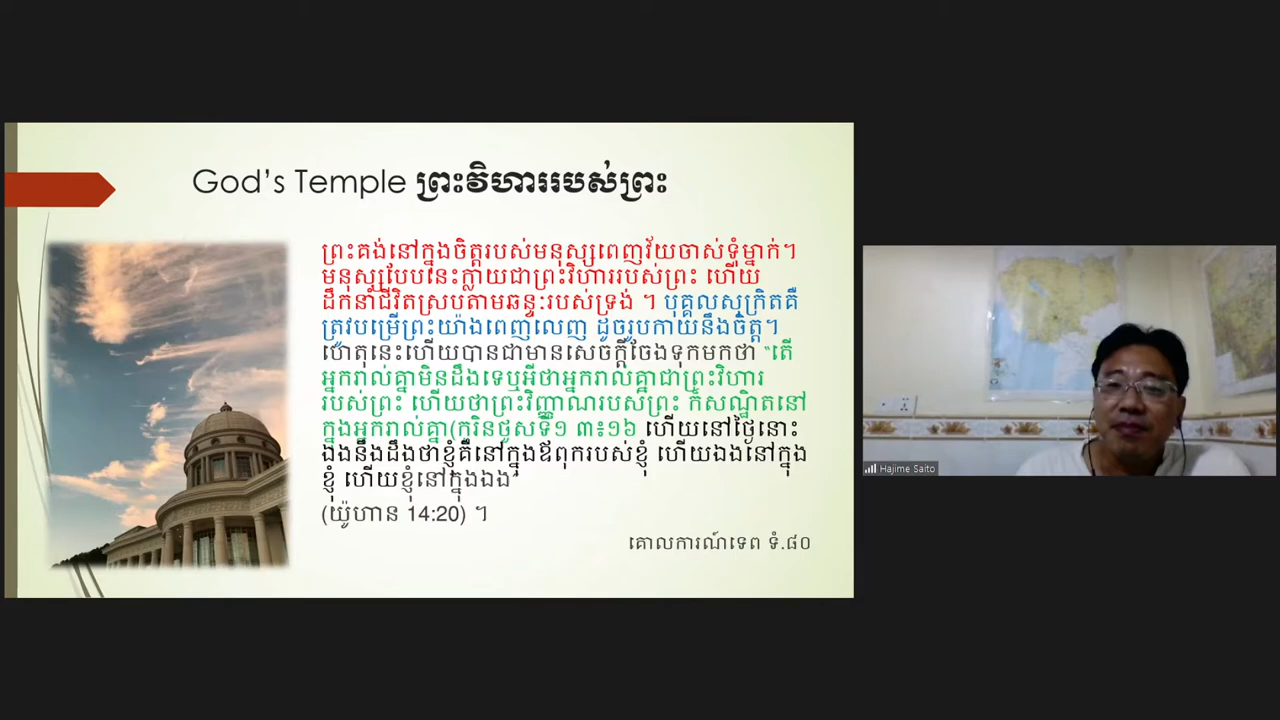 God's Temple ព្រះវិហាររបស់ព្រះ
ព្រះគង់នៅក្នុងចិត្តរបស់មនុស្សពេញវ័យចាស់ទុំម្នាក់។
មនុស្សបែបនេះក្លាយជាព្រះវិហាររបស់ព្រះ ហើយ
ដឹកនាំជីវិតស្របតាមឆន្ទៈរបស់ទ្រង់ ។ បុគ្គលសុក្រិតគឺ
ត្រូវបម្រើព្រះយ៉ាងពេញលេញ ដូចរូបកាយនឹងចិត្ត។
ហេតុនេះហើយបានជាមានសេចក្ដីចែងទុកមកថា “តើ
អ្នករាល់គ្នាមិនដឹងទេឬអីថាអ្នករាល់គ្នាជាព្រះវិហារ
របស់ព្រះ ហើយថាព្រះវិញ្ញាណរបស់ព្រះ ក៏សណ្ឋិតនៅ
ក្នុងអ្នករាល់គ្នា(ករិនថូសទី១ ៣៖១៦ ហើយនៅថ្ងៃនោះ
ឯងនឹងដឹងថាខ្ញុំគឺនៅក្នុងឪពុករបស់ខ្ញុំ ហើយឯងនៅក្នុង
ខ្ញុំ ហើយខ្ញុំនៅក្នុងឯង”
(យ៉ូហាន 14:20) ។
គោលការណ៍ទេព ទំ.៨០
Hajime Saito